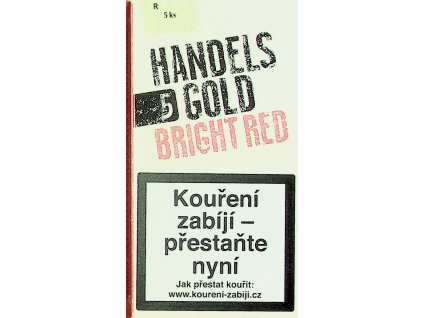 R
5 ks
HANDELS
5 GOLD
BRIGHT RED
Kouření
zabíjí –
přestaňte
nyní
Jak přestat kouřit:
www.koureni-zabiji.cz